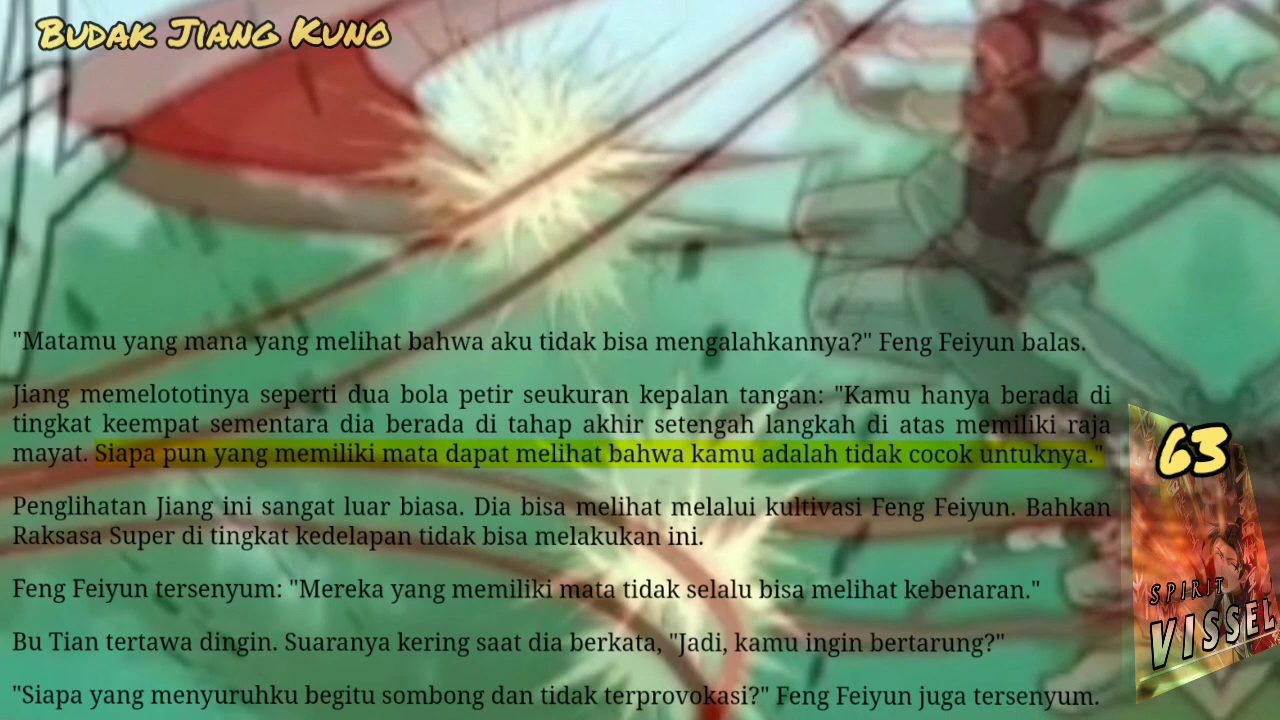 Budak Jiang Kuno
"Matamu yang mana yang melihat bahwa aku tidak bisa mengalahkannya?" Feng Feiyun balas.
Jiang memelototinya seperti dua bola petir seukuran kepalan tangan: "Kamu hanya berada di
tingkat keempat sementara dia berada di tahap akhir setengah langkah di atas memiliki raja
mayat. Siapa pun yang memiliki mata dapat melihat bahwa kamu adalah tidak cocok untuknya."
Penglihatan Jiang ini sangat luar biasa. Dia bisa melihat melalui kultivasi Feng Feiyun. Bahkan
Raksasa Super di tingkat kedelapan tidak bisa melakukan ini.
Feng Feiyun tersenyum: "Mereka yang memiliki mata tidak selalu bisa melihat kebenaran."
Bu Tian tertawa dingin. Suaranya kering saat dia berkata, "Jadi, kamu ingin bertarung?"
"Siapa yang menyuruhku begitu sombong dan tidak terprovokasi?" Feng Feiyun juga tersenyum.
63
SPIRIT
VISSEL